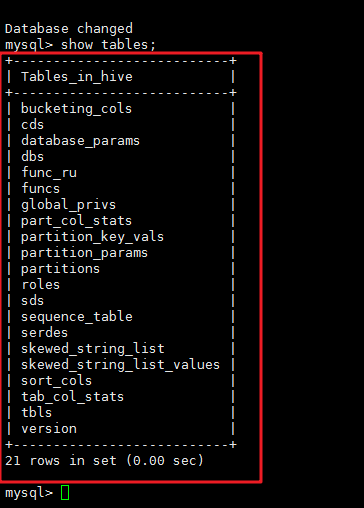 Database changed
mysql> show tables;
+---------------------------+
| Tables_in_hive            |
+---------------------------+
| bucketing_cols            |
| cds                       |
| database_params           |
| dbs                       |
| func_ru                   |
| funcs                     |
| global_privs              |
| part_col_stats            |
| partition_key_vals        |
| partition_params          |
| partitions                |
| roles                     |
| sds                       |
| sequence_table            |
| serdes                    |
| skewed_string_list        |
| skewed_string_list_values |
| sort_cols                 |
| tab_col_stats             |
| tbls                      |
| version                   |
+---------------------------+
21 rows in set (0.00 sec)
mysql>